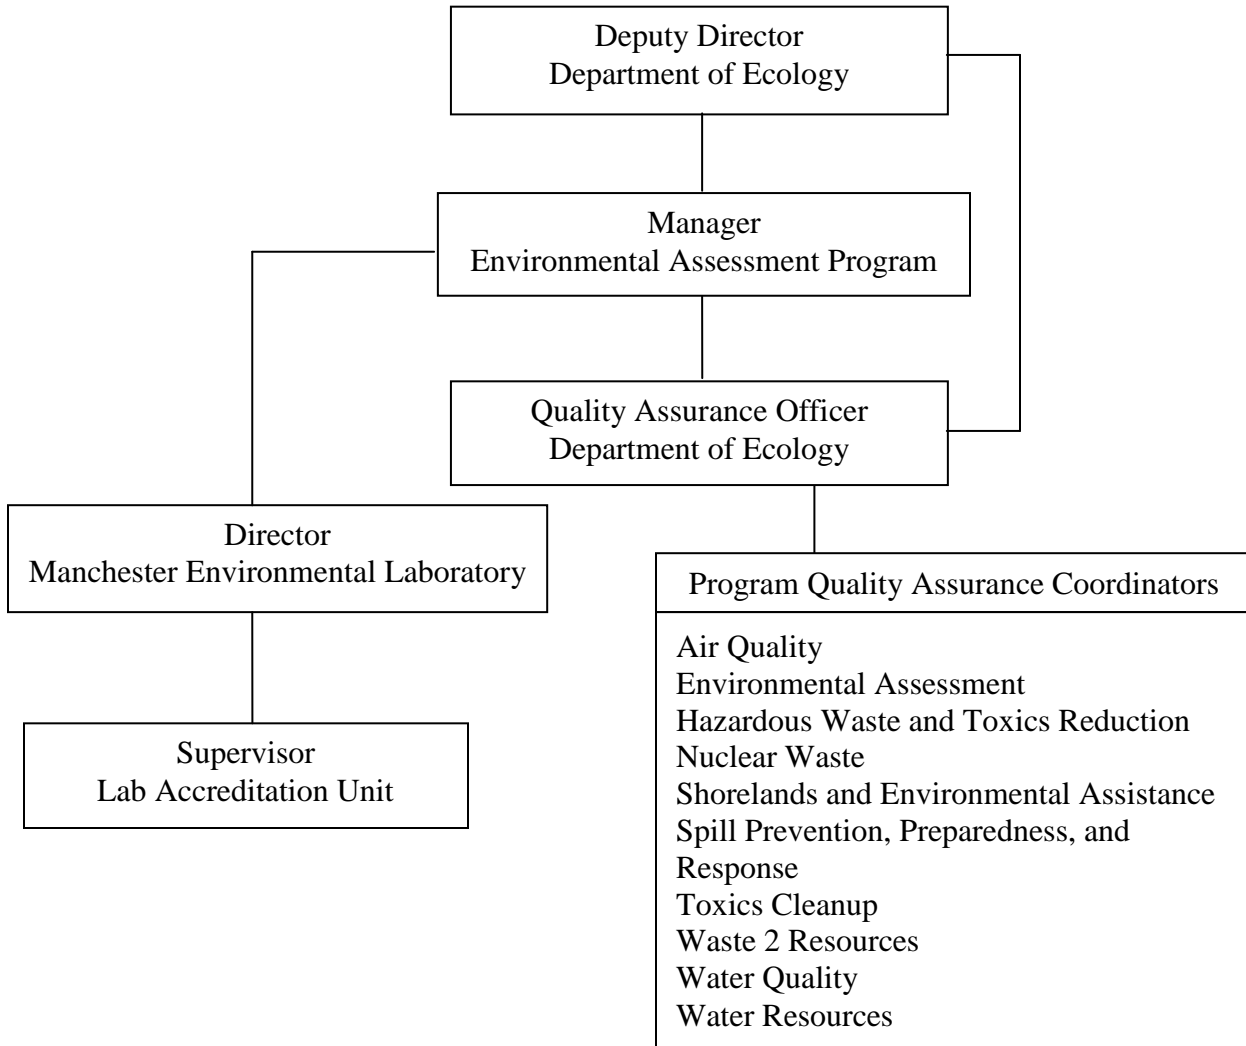 Deputy Director
Department of Ecology
Manager
Environmental Assessment Program
Quality Assurance Officer
Department of Ecology
Director
Manchester Environmental Laboratory
Supervisor
Lab Accreditation Unit
Program Quality Assurance Coordinators
Air Quality
Environmental Assessment
Hazardous Waste and Toxics Reduction
Nuclear Waste
Shorelands and Environmental Assistance
Spill Prevention, Preparedness, and
Response
Toxics Cleanup
Waste 2 Resources
Water Quality
Water Resources